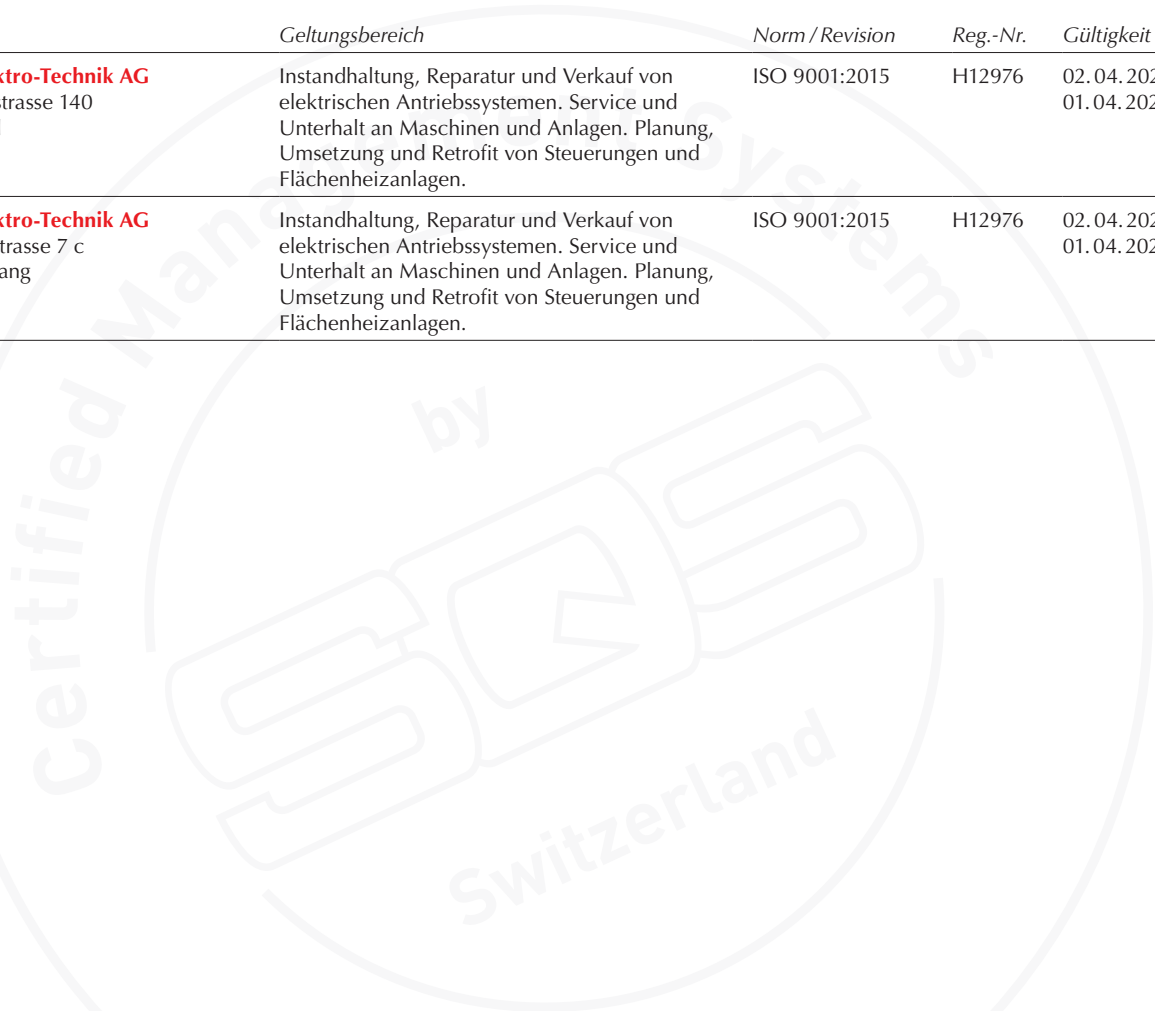 Geltungsbereich Norm / Revision Reg.-Nr. Gültigkeit
ktro-Technik AG Instandhaltung, Reparatur und Verkauf von ISO 9001:2015 H12976 02. 04. 202
strasse 140 elektrischen Antriebssystemen. Service und 01. 04. 202
Unterhalt an Maschinen und Anlagen. Planung,
Umsetzung und Retrofit von Steuerungen und
Flächenheizanlagen.
ktro-Technik AG Instandhaltung, Reparatur und Verkauf von ISO 9001:2015 H12976 02. 04. 202
trasse 7 c elektrischen Antriebssystemen. Service und 01. 04. 202
ang Unterhalt an Maschinen und Anlagen. Planung,
Umsetzung und Retrofit von Steuerungen und
Flächenheizanlagen.
Certified Management Systems
by
SQS
Switzerland